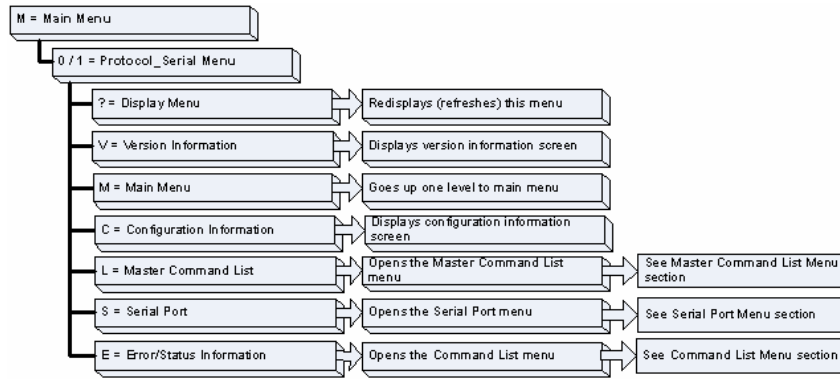 M = Main Menu
0 / 1 = Protocol_Serial Menu
? = Display Menu
Redisplays (refreshes) this menu
V = Version Information
Displays version information screen
M = Main Menu
Goes up one level to main menu
C = Configuration Information
Displays configuration information
screen
L = Master Command List
Opens the Master Command List
menu
See Master Command List Menu
section
S = Serial Port
Opens the Serial Port menu
See Serial Port Menu section
E = Error/Status Information
Opens the Command List menu
See Command List Menu section